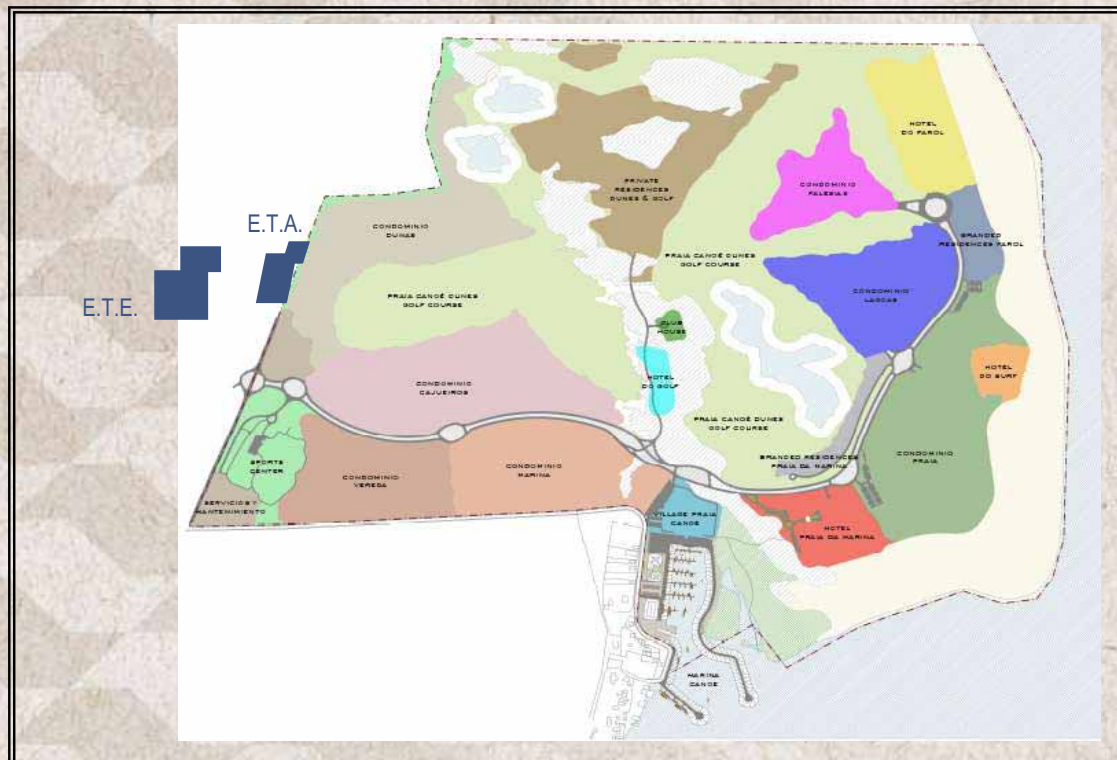 HOTEL
DO FAROL
PRIVATE
RESIDENCES
DUNES & GOLF
CONDOMINIO
FALESIAS
E.T.A.
CONDOMINIO
DUNAS
BRANDED
RESIDENCES FAROL
PRAIA CANOÉ DUNES
GOLF COURSE
E.T.E.
PRAIA CANOÉ DUNES
GOLF COURSE
CONDOMINIO
LAGOAS
CLUB
HOUSE
HOTEL
DO SURF
HOTEL
DO GOLF
CONDOMINIO
CAJUEIROS
PRAIA CANOÉ DUNES
GOLF COURSE
BRANDED RESIDENCES
PRAIA DA MARINA
CONDOMINIO
PRAIA
SPORTS
CENTER
CONDOMINIO
VEREDA
CONDOMINIO
MARINA
SERVICIOS Y
MANTENIMIENTO
VILLAGE PRAIA
CANOÉ
HOTEL
PRAIA DA MARINA
MARINA
CANOÉ